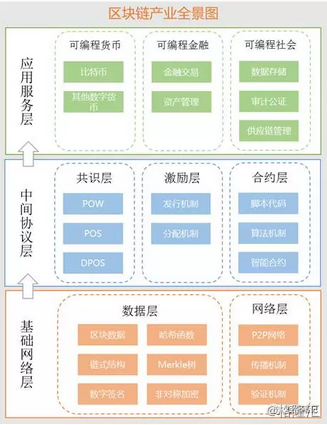 区块链产业全景图
应用服务层
可编程货币
比特币
其他数字货
币
可编程金融
金融交易
资产管理
可编程社会
数据存储
审计公证
供应链管理
中间协议层
共识层
POW
POS
DPOS
激励层
发行机制
分配机制
合约层
脚本代码
算法机制
智能合约
基础网络层
数据层
区块数据
哈希函数
链式结构
Merkle树
数字签名
非对称加密
网络层
P2P网络
传播机制
验证机制
@格隆汇